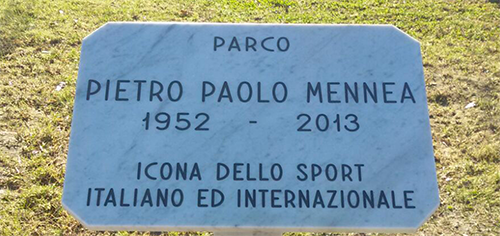 PARCO
PIETRO PAOLO MENNEA
1952 - 2013
ICONA DELLO SPORT
ITALIANO ED INTERNAZIONALE